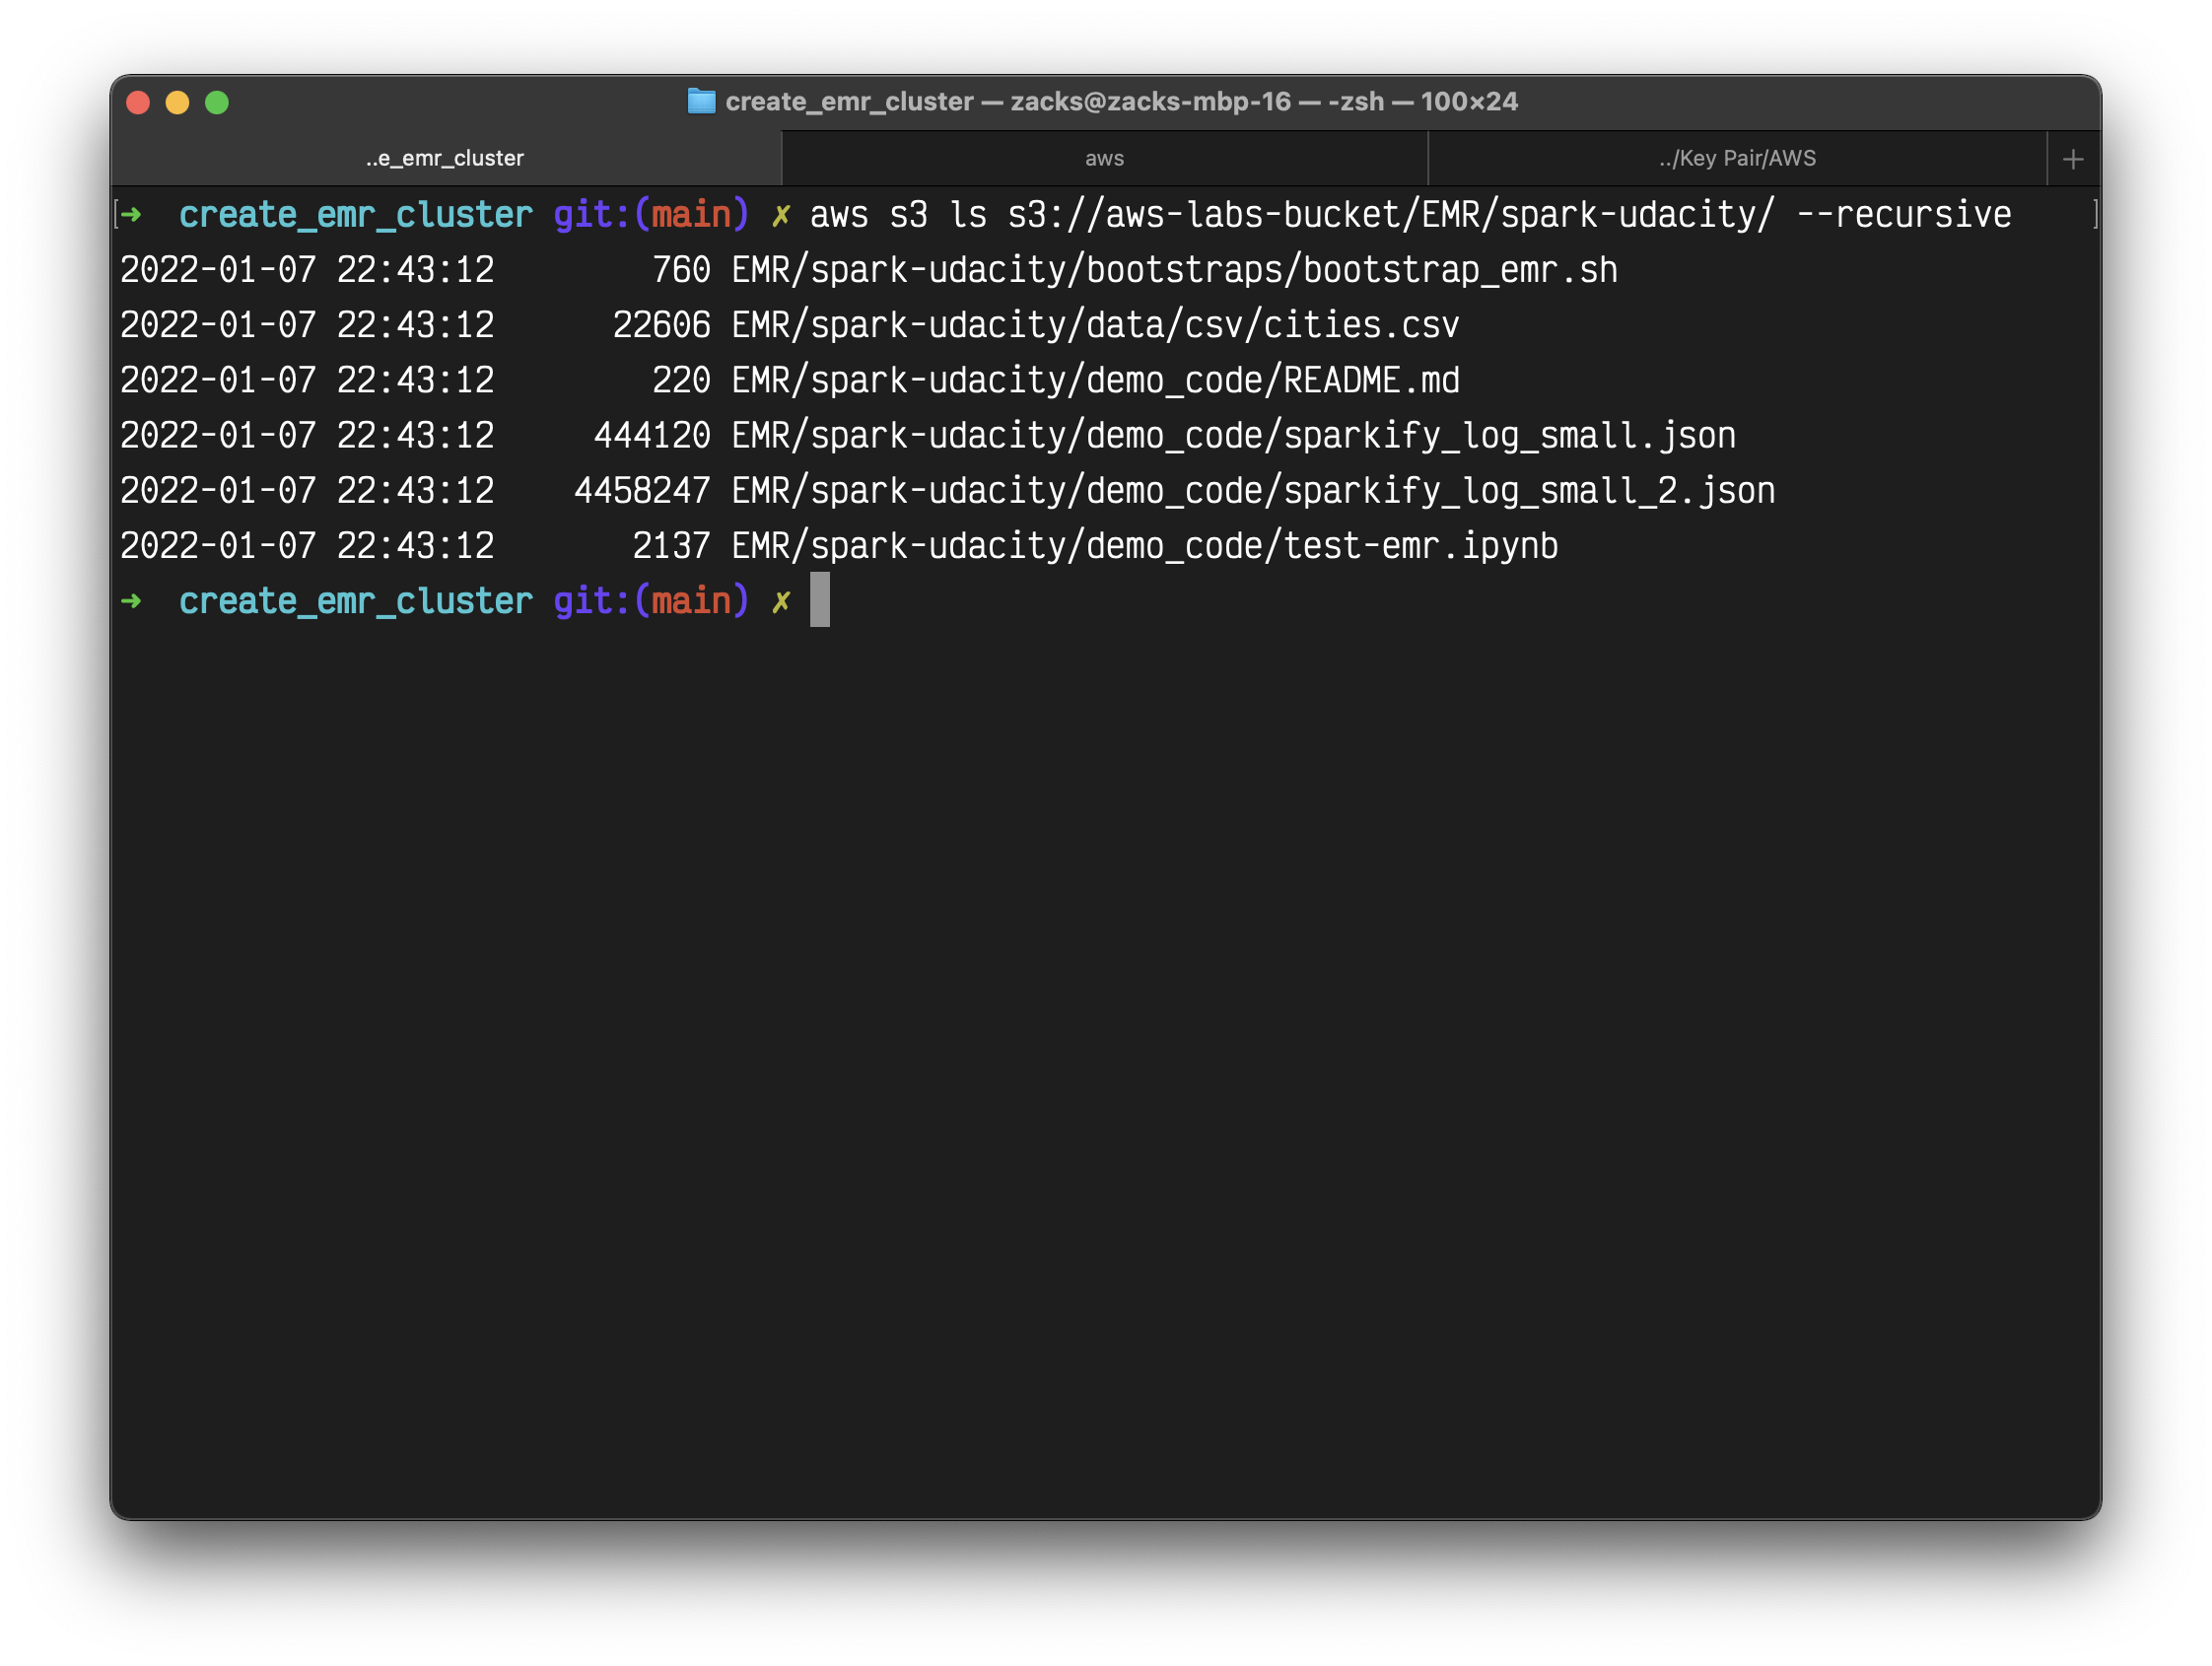 create_emr_cluster — zacks@zacks-mbp-16 — -zsh — 100×24
..e_emr_cluster aws ../Key Pair/AWS +
[➜  create_emr_cluster git:(main) ✗ aws s3 ls s3://aws-labs-bucket/EMR/spark-udacity/ --recursive ]
2022-01-07 22:43:12        760 EMR/spark-udacity/bootstraps/bootstrap_emr.sh
2022-01-07 22:43:12      22606 EMR/spark-udacity/data/csv/cities.csv
2022-01-07 22:43:12        220 EMR/spark-udacity/demo_code/README.md
2022-01-07 22:43:12     444120 EMR/spark-udacity/demo_code/sparkify_log_small.json
2022-01-07 22:43:12    4458247 EMR/spark-udacity/demo_code/sparkify_log_small_2.json
2022-01-07 22:43:12       2137 EMR/spark-udacity/demo_code/test-emr.ipynb
➜  create_emr_cluster git:(main) ✗